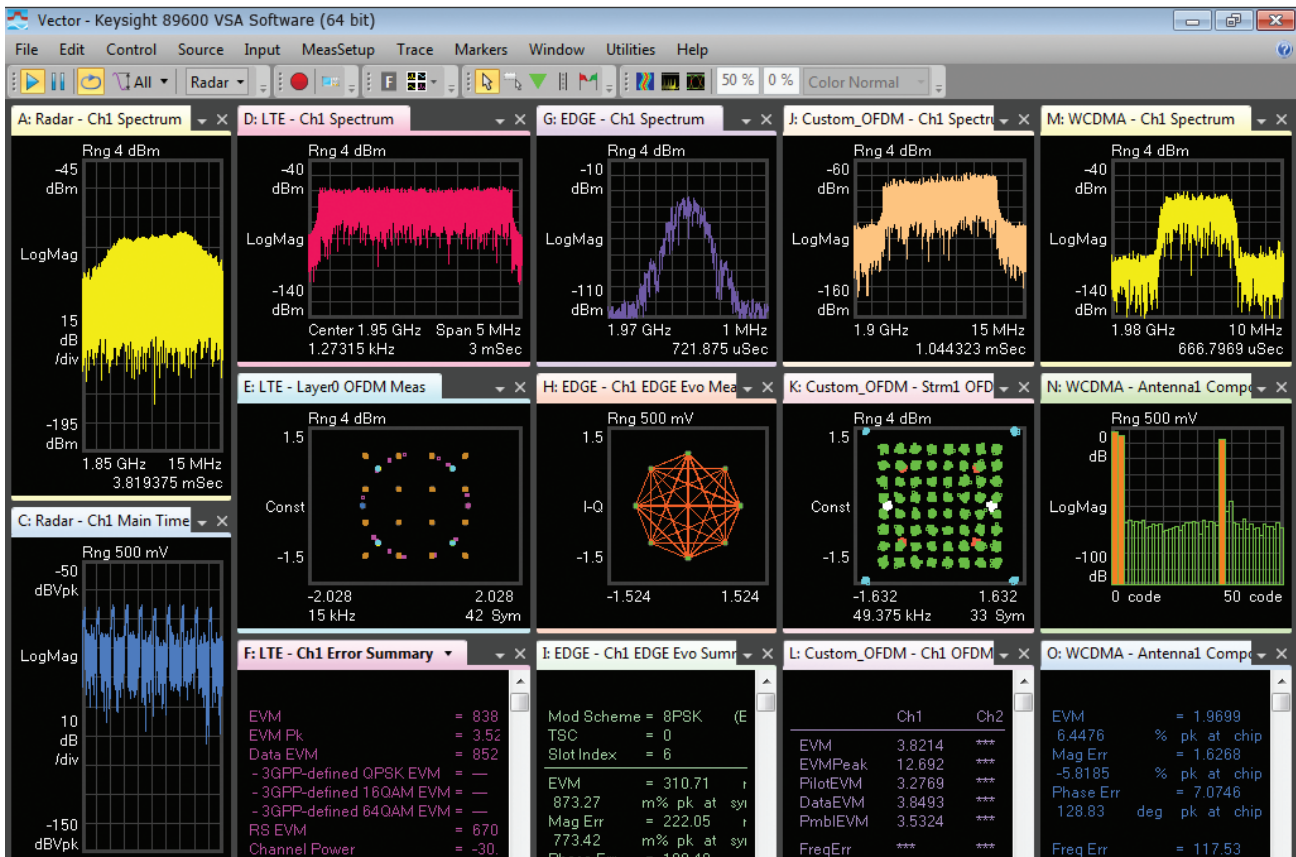 Vector - Keysight 89600 VSA Software (64 bit)
File Edit Control Source Input MeasSetup Trace Markers Window Utilities Help
All Radar F 50 % 0 % Color Normal
A: Radar - Ch1 Spectrum
Rng 4 dBm
-45
dBm
LogMag
15
dB
/div
-195
dBm
1.85 GHz 15 MHz
3.819375 mSec
C: Radar - Ch1 Main Time
Rng 500 mV
-50
dBVpk
LogMag
10
dB
/div
-150
dBVpk
D: LTE - Ch1 Spectrum
Rng 4 dBm
-40
dBm
LogMag
-140
dBm
Center 1.95 GHz Span 5 MHz
1.27315 kHz 3 mSec
E: LTE - Layer0 OFDM Meas
Rng 4 dBm
1.5
Const
-1.5
-2.028 2.028
15 kHz 42 Sym
F: LTE - Ch1 Error Summary
EVM = 838
EVM Pk = 3.52
Data EVM = 852
- 3GPP-defined QPSK EVM = —
- 3GPP-defined 16QAM EVM = —
- 3GPP-defined 64QAM EVM = —
RS EVM = 670
Channel Power = -30.
G: EDGE - Ch1 Spectrum
Rng 4 dBm
-10
dBm
LogMag
-110
dBm
1.97 GHz 1 MHz
721.875 uSec
H: EDGE - Ch1 EDGE Evo Mea
Rng 500 mV
1.5
I-Q
-1.5
-1.524 1.524
I: EDGE - Ch1 EDGE Evo Summ
Mod Scheme = 8PSK (E
TSC = 0
Slot Index = 6
EVM = 310.71
873.27 m% pk at syı
Mag Err = 222.05
773.42 m% pk at syı
J: Custom_OFDM - Ch1 Spectru
Rng 4 dBm
-60
dBm
LogMag
-160
dBm
1.9 GHz 15 MHz
1.044323 mSec
K: Custom_OFDM - Strm1 OFD
Rng 4 dBm
1.5
Const
-1.5
-1.632 1.632
49.375 kHz 33 Sym
L: Custom_OFDM - Ch1 OFDM
Ch1 Ch2
EVM 3.8214 ***
EVMPeak 12.692 ***
PilotEVM 3.2769 ***
DataEVM 3.8493 ***
PmblEVM 3.5324 ***
FreqErr *** ***
M: WCDMA - Ch1 Spectrum
Rng 4 dBm
-40
dBm
LogMag
-140
dBm
1.98 GHz 10 MHz
666.7969 uSec
N: WCDMA - Antenna1 Compo
Rng 500 mV
0
dB
LogMag
-100
dB
0 code 50 code
O: WCDMA - Antenna1 Compo
EVM = 1.9699
6.4476 % pk at chip
Mag Err = 1.6268
-5.8185 % pk at chip
Phase Err = 7.0746
128.83 deg pk at chip
Freq Err = 117.53